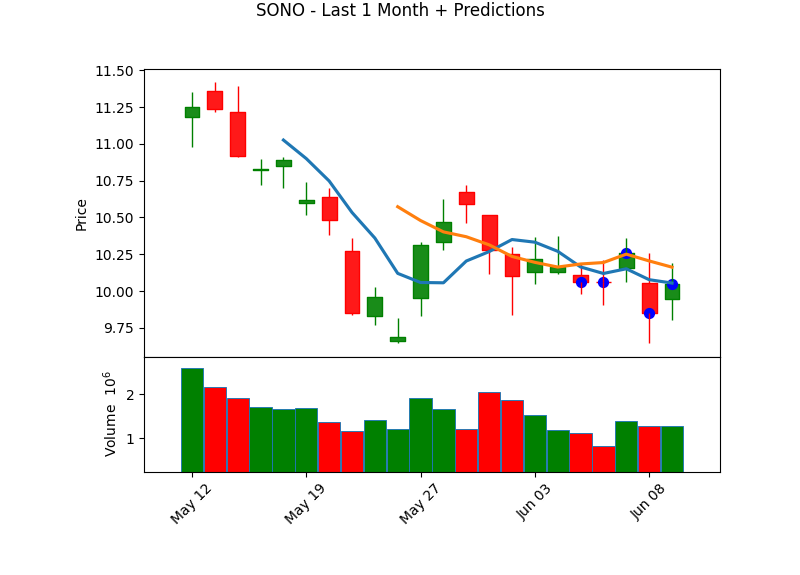 SONO - Last 1 Month + Predictions
11.50
11.25
11.00
10.75
10.50
10.25
10.00
9.75
Price
2
1
Volume 10^6
May 12
May 19
May 27
Jun 03
Jun 08